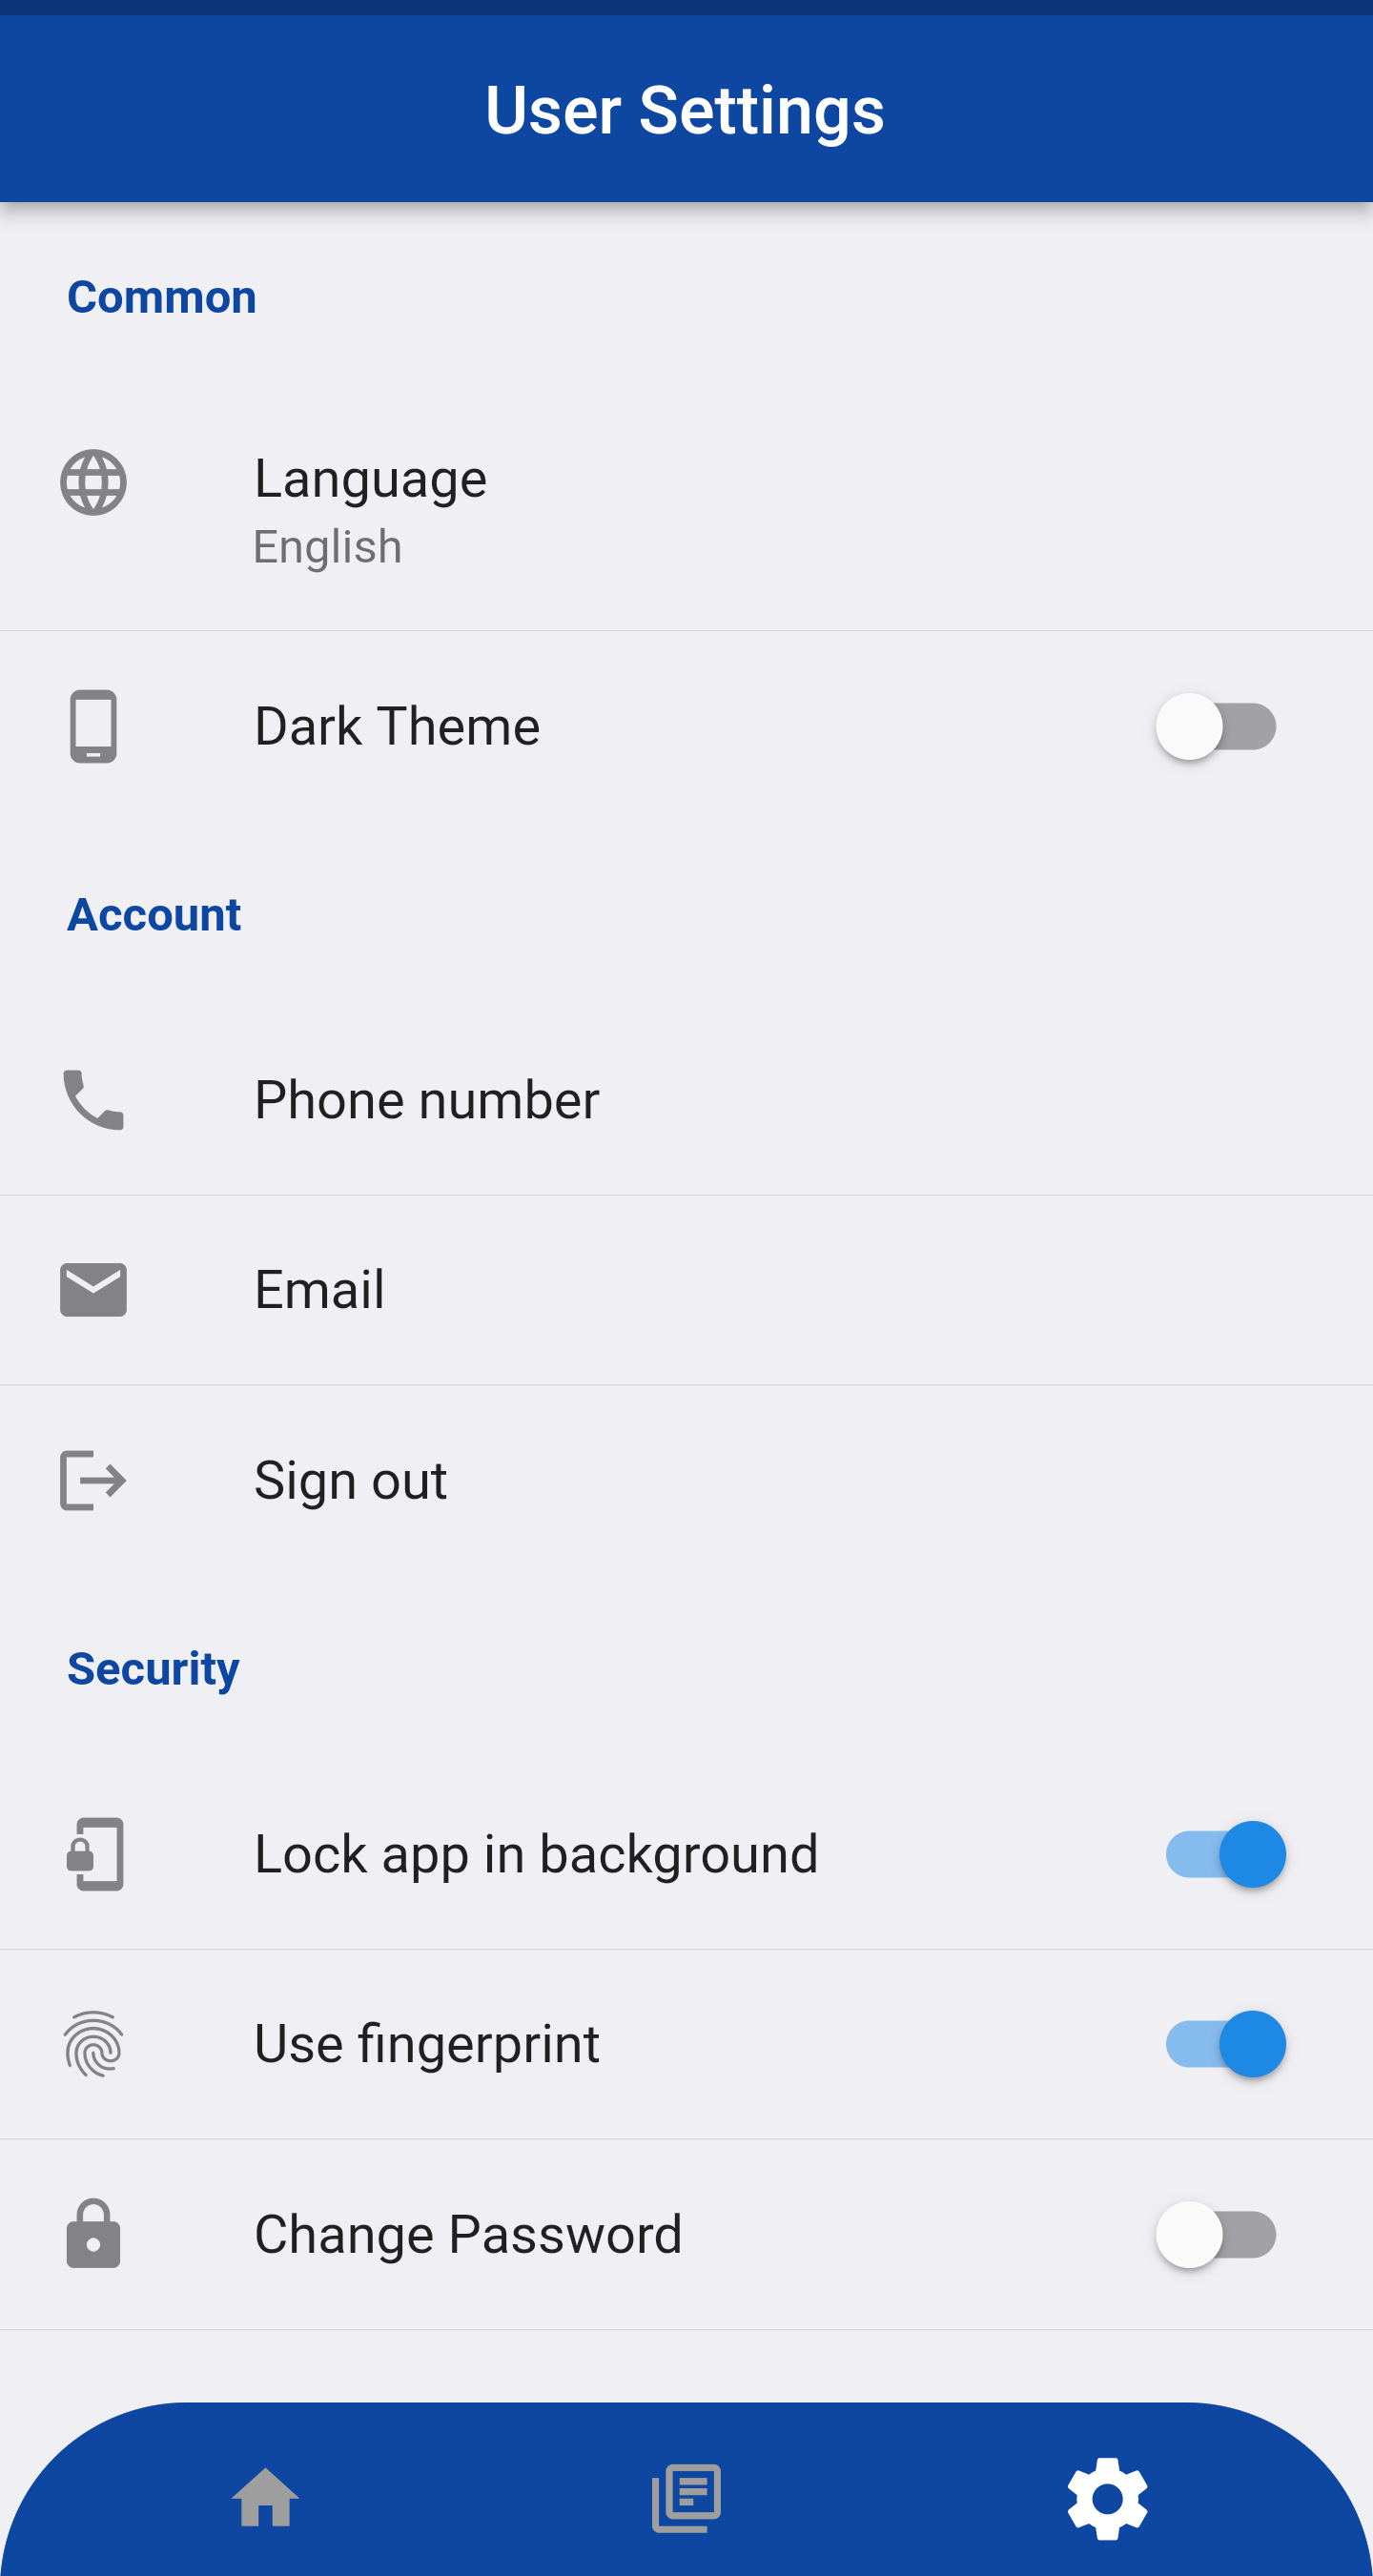 User Settings
Common
Language
English
Dark Theme
Account
Phone number
Email
Sign out
Security
Lock app in background
Use fingerprint
Change Password